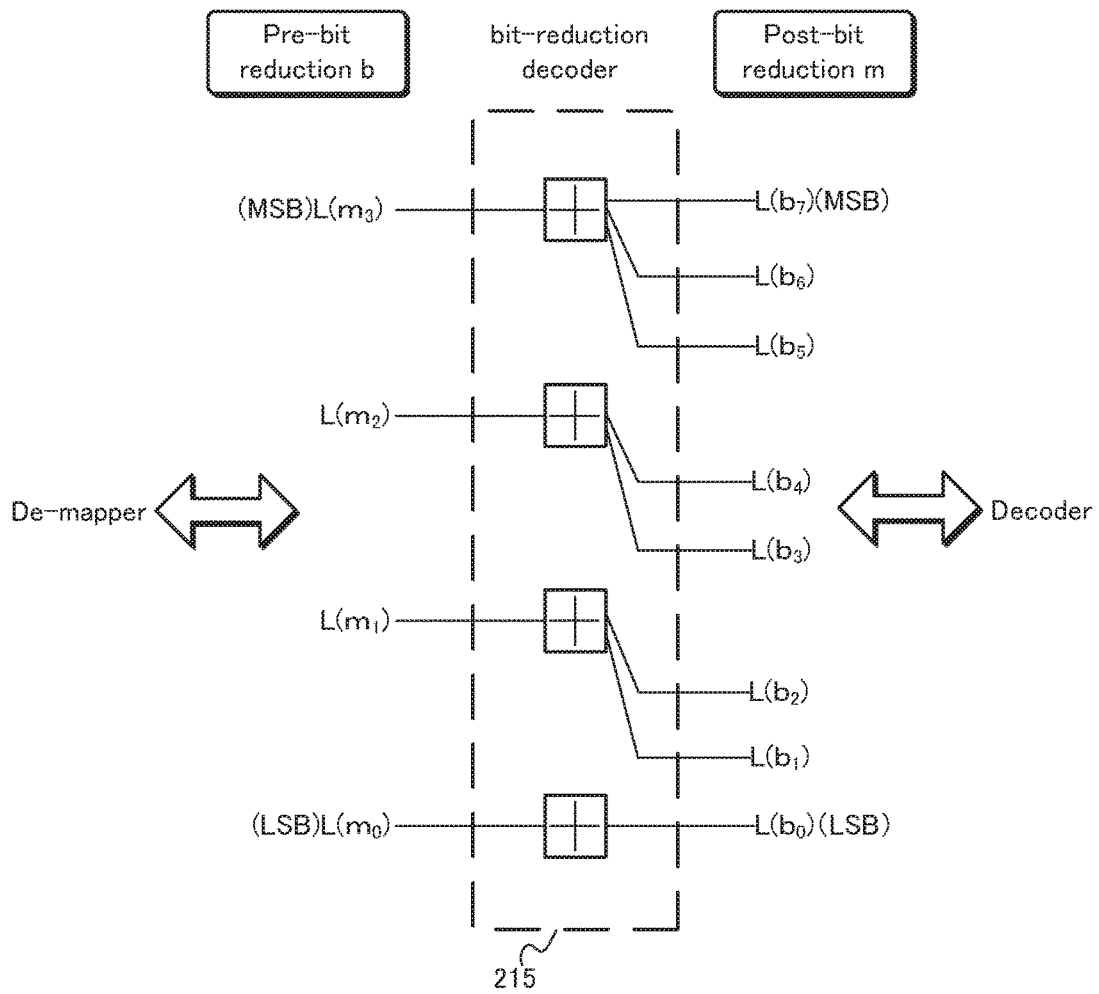 Pre-bit
reduction b
bit-reduction
decoder
Post-bit
reduction m
(MSB)L(m₃)
L(b₇)(MSB)
L(b₆)
L(b₅)
L(m₂)
L(b₄)
De-mapper
Decoder
L(b₃)
L(m₁)
L(b₂)
L(b₁)
(LSB)L(m₀)
L(b₀)(LSB)
215